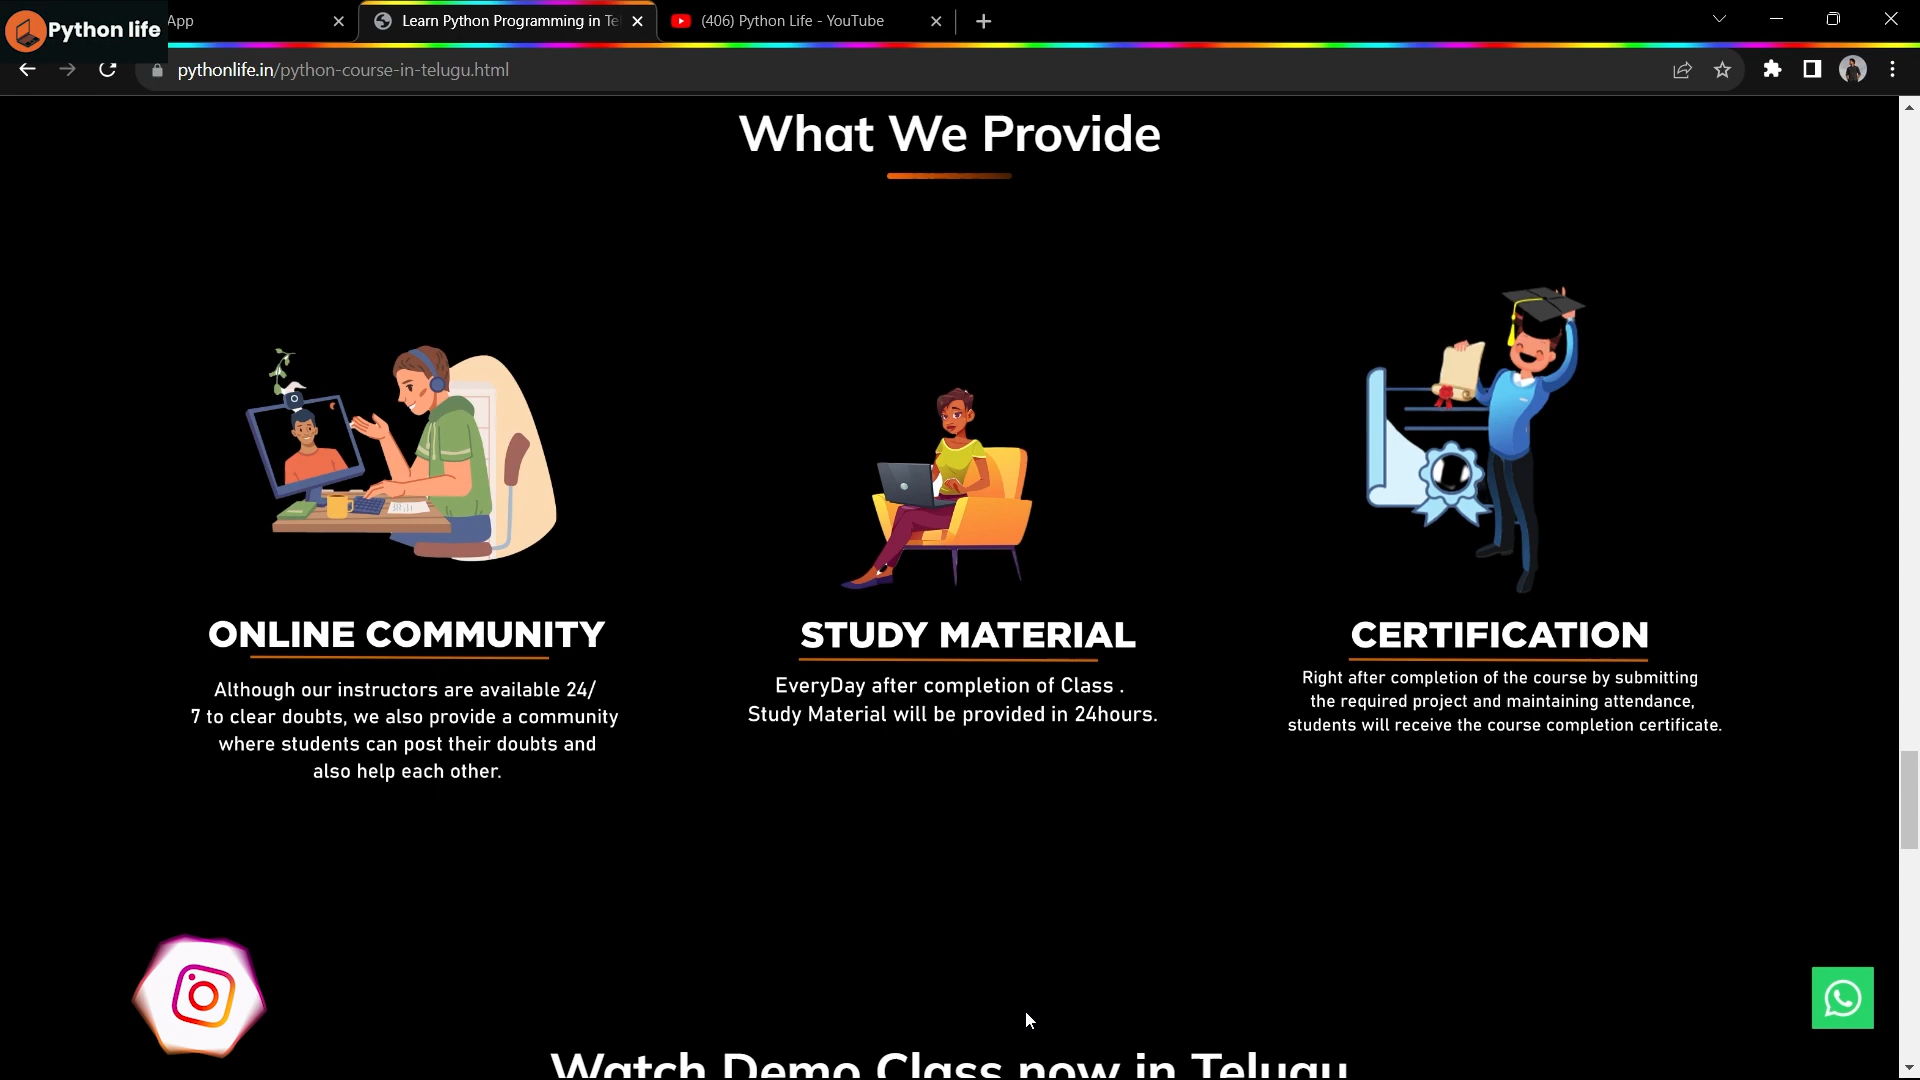 Python life
App
Learn Python Programming in Te
(406) Python Life - YouTube
pythonlife.in/python-course-in-telugu.html
What We Provide
ONLINE COMMUNITY
Although our instructors are available 24/
7 to clear doubts, we also provide a community
where students can post their doubts and
also help each other.
STUDY MATERIAL
EveryDay after completion of Class .
Study Material will be provided in 24hours.
CERTIFICATION
Right after completion of the course by submitting
the required project and maintaining attendance,
students will receive the course completion certificate.
Watch Demo Class now in Telugu